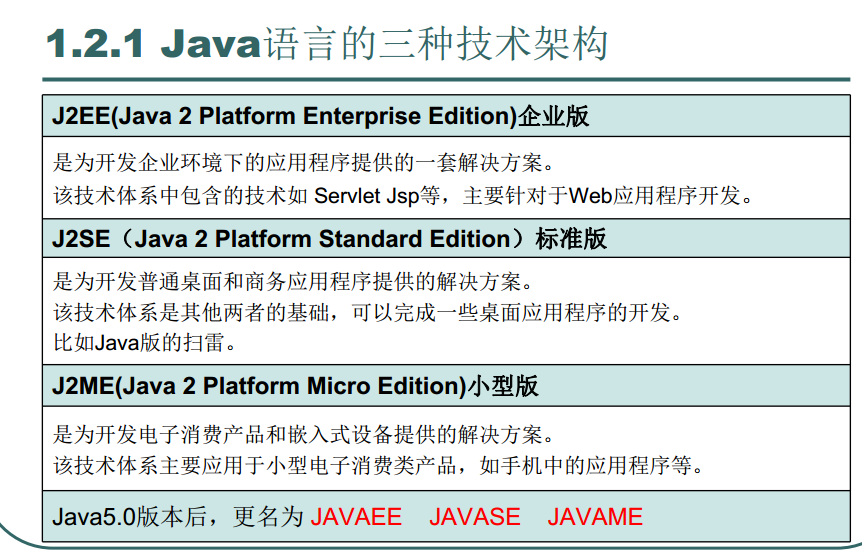 1.2.1 Java语言的三种技术架构
J2EE(Java 2 Platform Enterprise Edition)企业版
是为开发企业环境下的应用程序提供的一套解决方案。
该技术体系中包含的技术如 Servlet Jsp等，主要针对于Web应用程序开发。
J2SE（Java 2 Platform Standard Edition）标准版
是为开发普通桌面和商务应用程序提供的解决方案。
该技术体系是其他两者的基础，可以完成一些桌面应用程序的开发。
比如Java版的扫雷。
J2ME(Java 2 Platform Micro Edition)小型版
是为开发电子消费产品和嵌入式设备提供的解决方案。
该技术体系主要应用于小型电子消费类产品，如手机中的应用程序等。
Java5.0版本后，更名为 JAVAEE JAVASE JAVAME